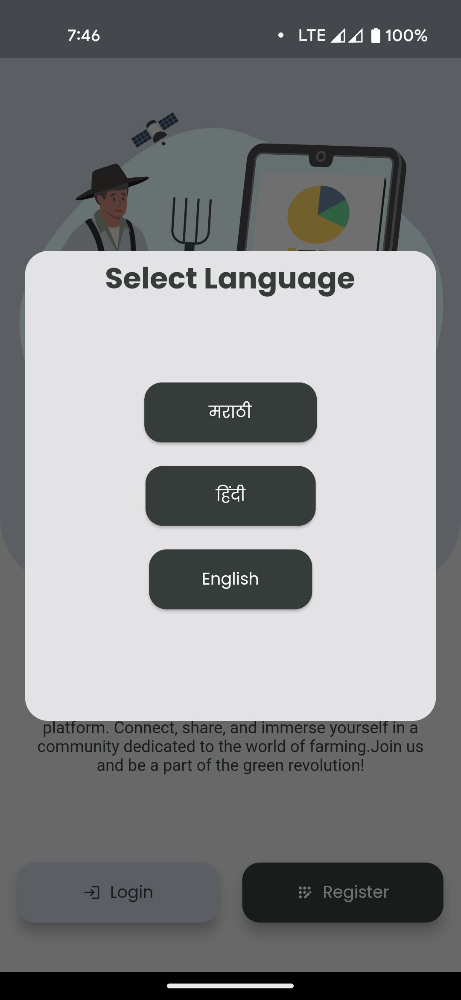 7:46
LTE 100%
Select Language
मराठी
हिंदी
English
platform. Connect, share, and immerse yourself in a
community dedicated to the world of farming.Join us
and be a part of the green revolution!
Login
Register